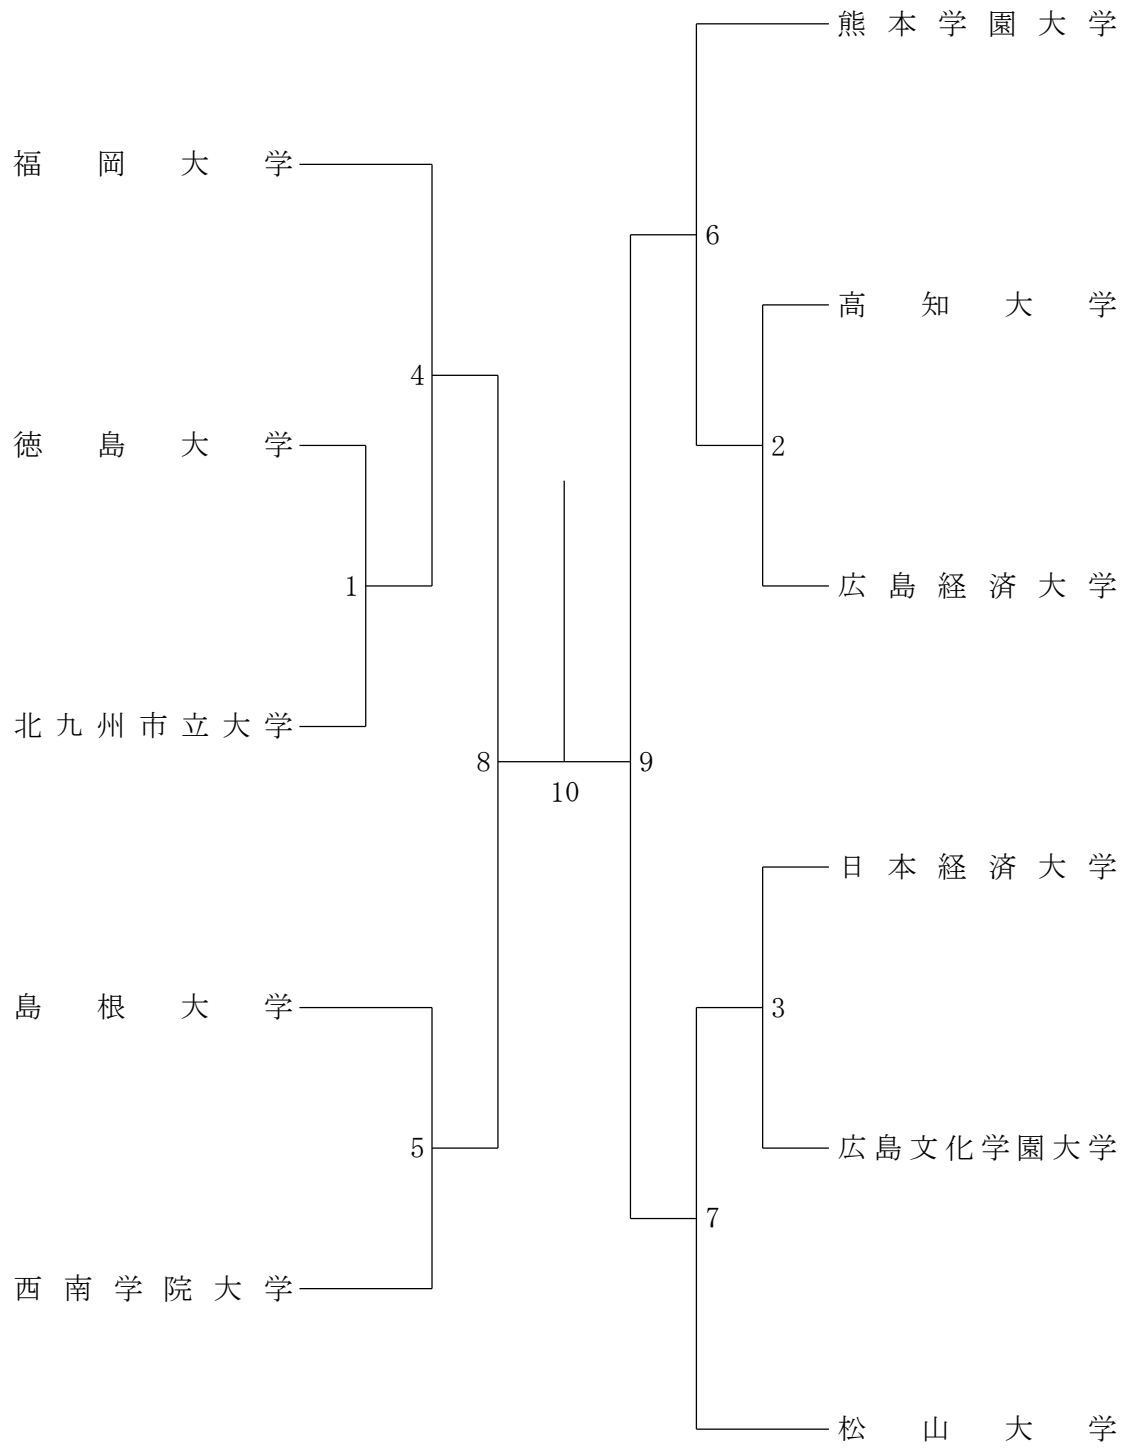 熊本学園大学
福岡大学
6
高知大学
4
徳島大学
2
1
広島経済大学
北九州市立大学
8
9
10
日本経済大学
島根大学
3
5
広島文化学園大学
7
西南学院大学
松山大学